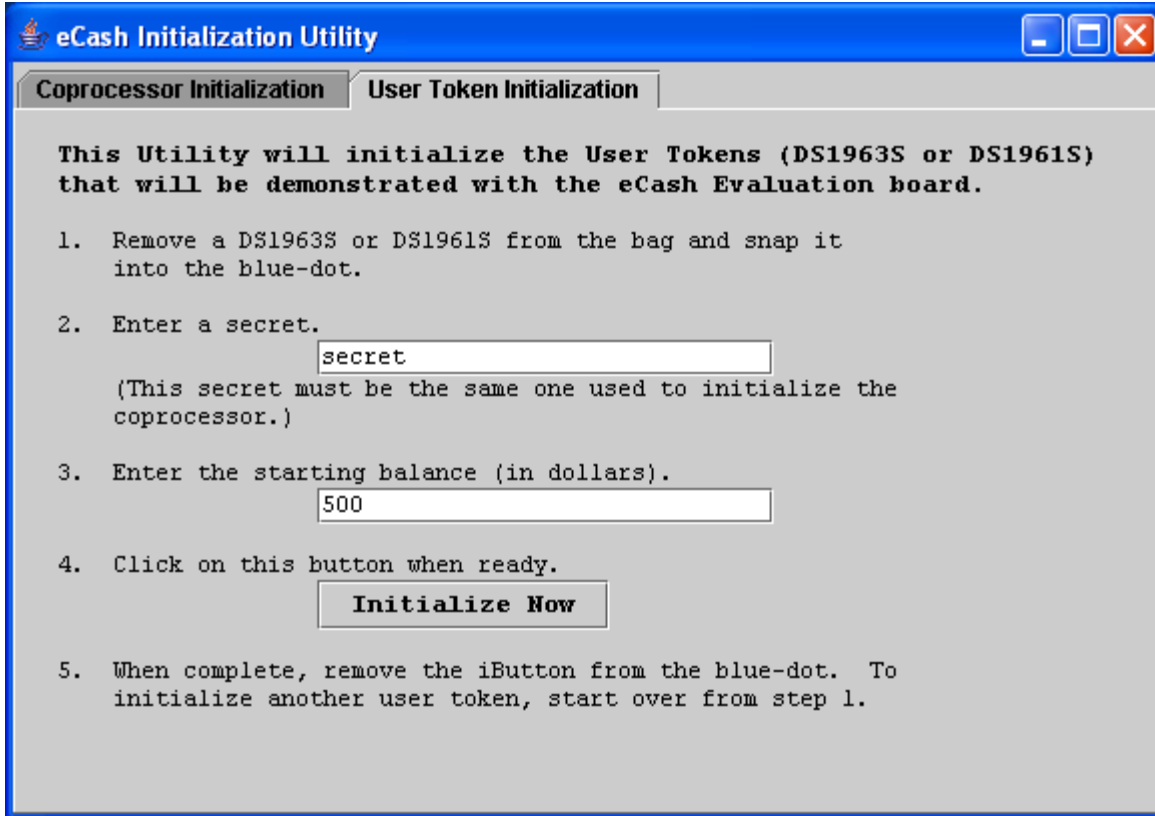 eCash Initialization Utility
Coprocessor Initialization User Token Initialization
This Utility will initialize the User Tokens (DS1963S or DS1961S)
that will be demonstrated with the eCash Evaluation board.
1. Remove a DS1963S or DS1961S from the bag and snap it
into the blue-dot.
2. Enter a secret.
secret
(This secret must be the same one used to initialize the
coprocessor.)
3. Enter the starting balance (in dollars).
500
4. Click on this button when ready.
Initialize Now
5. When complete, remove the iButton from the blue-dot. To
initialize another user token, start over from step 1.